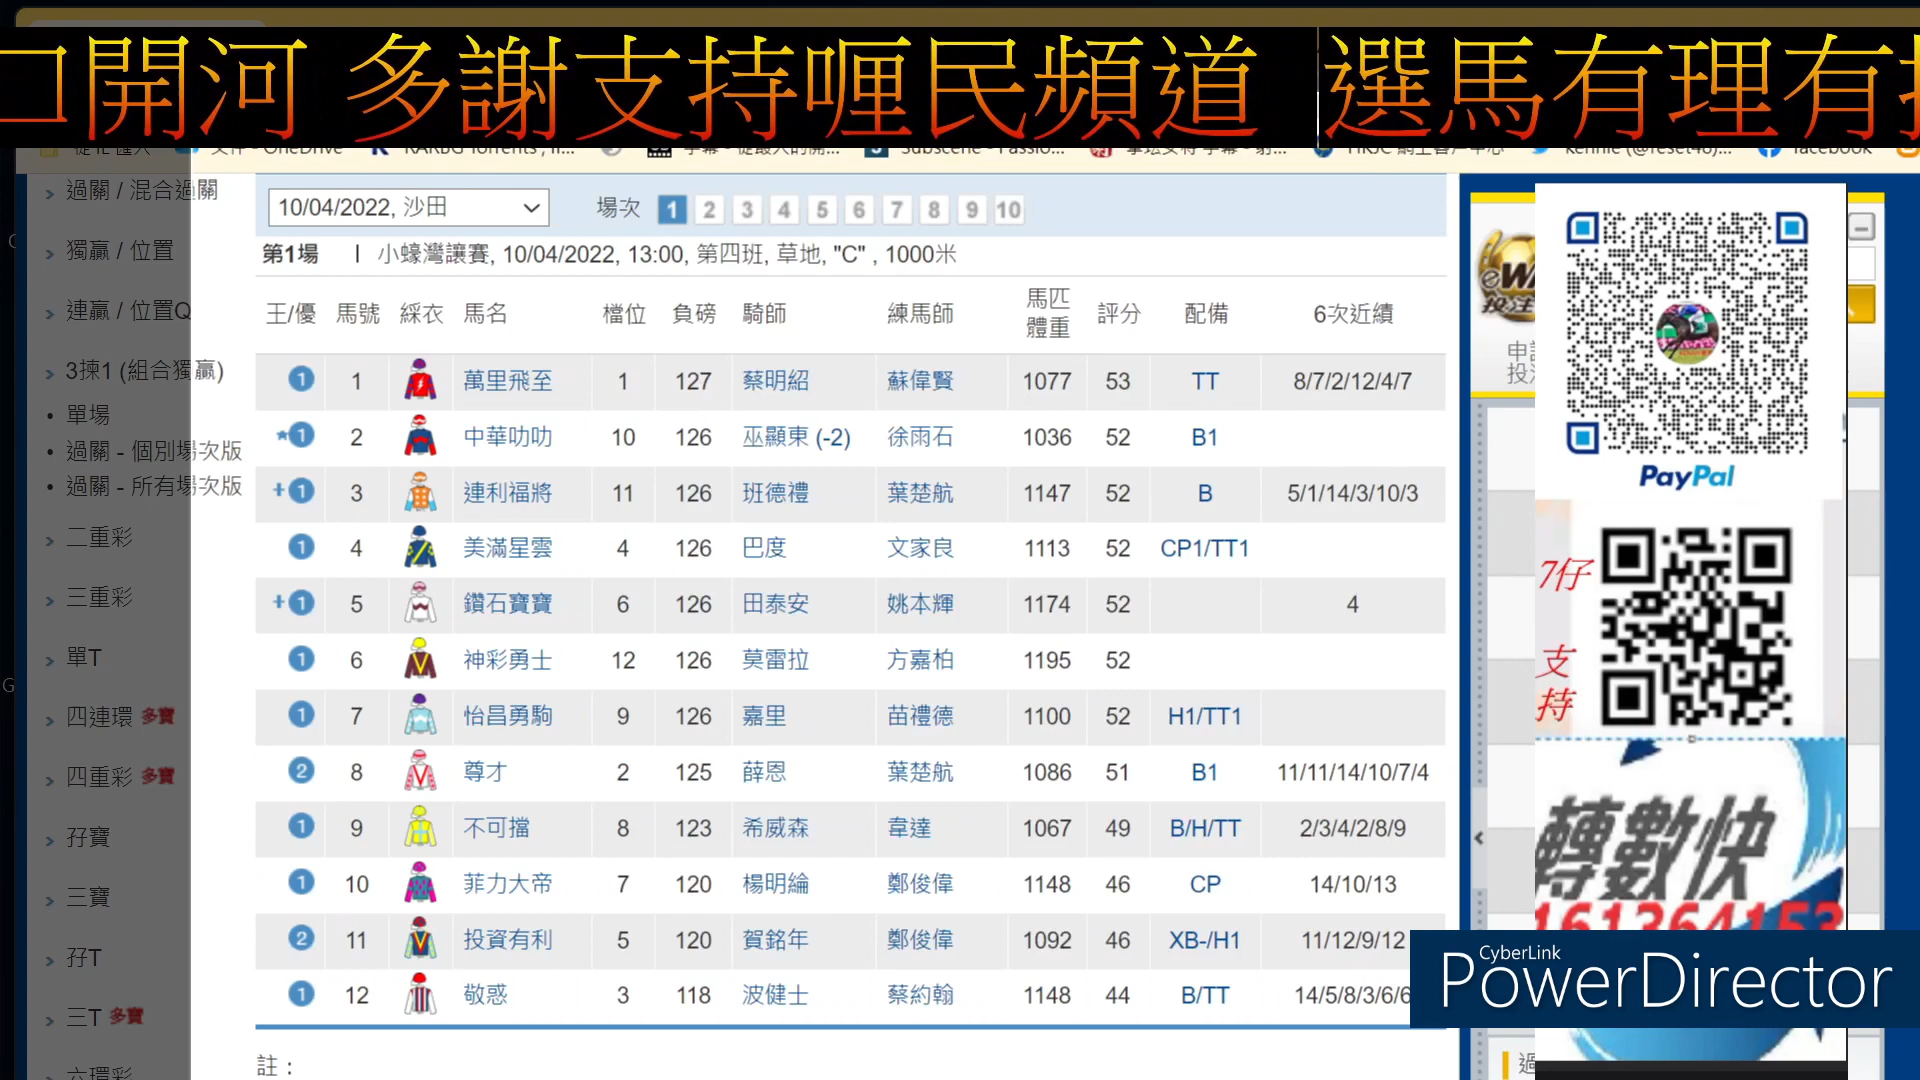 口開河 多謝支持喱民頻道 選馬有理有
OneDrive
facebook
過關 / 混合過關
獨贏 / 位置
連贏 / 位置Q
3揀1 (組合獨贏)
單場
過關 - 個別場次版
過關 - 所有場次版
二重彩
三重彩
單T
四連環 多寶
四重彩 多寶
孖寶
三寶
孖T
三T 多寶
六環彩
10/04/2022, 沙田 場次 1 2 3 4 5 6 7 8 9 10
第1場 | 小蠔灣讓賽, 10/04/2022, 13:00, 第四班, 草地, "C" , 1000米
王/優 馬號 綵衣 馬名 檔位 負磅 騎師 練馬師 馬匹體重 評分 配備 6次近績
1 1 萬里飛至 1 127 蔡明紹 蘇偉賢 1077 53 TT 8/7/2/12/4/7
★1 2 中華叻叻 10 126 巫顯東 (-2) 徐雨石 1036 52 B1
+1 3 連利福將 11 126 班德禮 葉楚航 1147 52 B 5/1/14/3/10/3
1 4 美滿星雲 4 126 巴度 文家良 1113 52 CP1/TT1
+1 5 鑽石寶寶 6 126 田泰安 姚本輝 1174 52 4
1 6 神彩勇士 12 126 莫雷拉 方嘉柏 1195 52
1 7 怡昌勇駒 9 126 嘉里 苗禮德 1100 52 H1/TT1
2 8 尊才 2 125 薛恩 葉楚航 1086 51 B1 11/11/14/10/7/4
1 9 不可擋 8 123 希威森 韋達 1067 49 B/H/TT 2/3/4/2/8/9
1 10 菲力大帝 7 120 楊明綸 鄭俊偉 1148 46 CP 14/10/13
2 11 投資有利 5 120 賀銘年 鄭俊偉 1092 46 XB-/H1 11/12/9/12
1 12 敬惑 3 118 波健士 蔡約翰 1148 44 B/TT 14/5/8/3/6/6
註：
PayPal
7仔
支
持
轉數快
161364153
CyberLink
PowerDirector